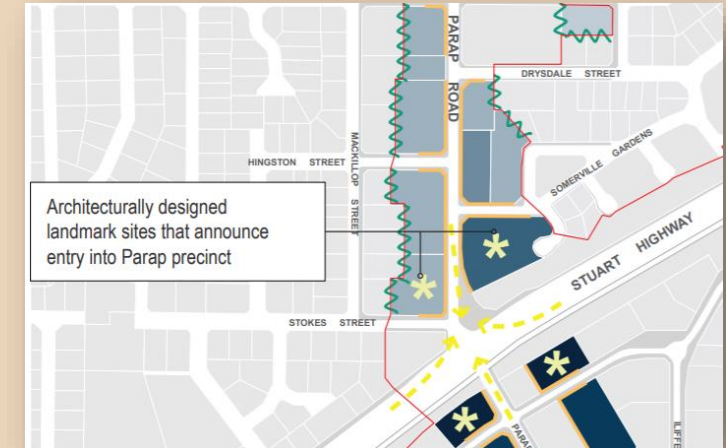 PARAP ROAD
DRYSDALE STREET
MACKILLOP STREET
HINGSTON STREET
SOMERVILLE GARDENS
Architecturally designed
landmark sites that announce
entry into Parap precinct
STUART HIGHWAY
STOKES STREET